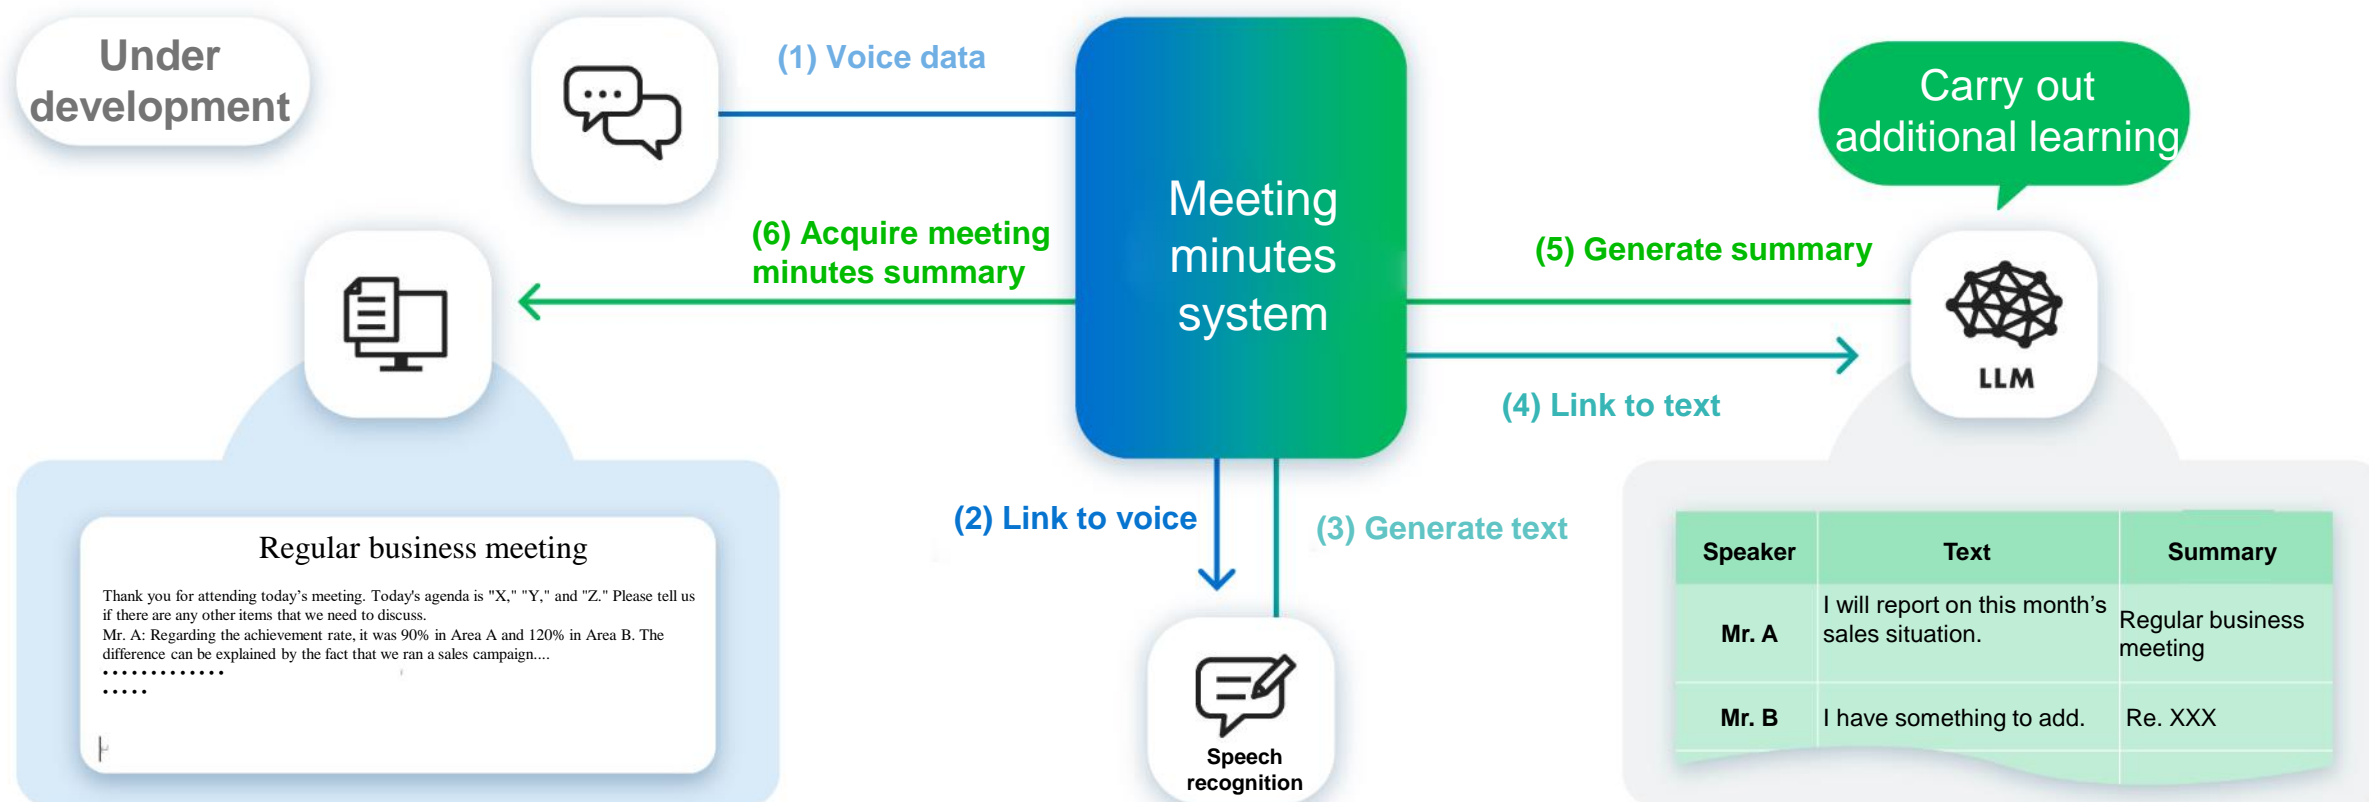 Under
development
(1) Voice data
Meeting
minutes
system
Carry out
additional learning
(6) Acquire meeting
minutes summary
(5) Generate summary
LLM
(4) Link to text
(2) Link to voice
(3) Generate text
Speech
recognition
Regular business meeting
Thank you for attending today’s meeting. Today's agenda is "X," "Y," and "Z." Please tell us
if there are any other items that we need to discuss.
Mr. A: Regarding the achievement rate, it was 90% in Area A and 120% in Area B. The
difference can be explained by the fact that we ran a sales campaign....
• • • • • • • • • • • • •
• • • • •
Speaker Text Summary
Mr. A
I will report on this month’s
sales situation.
Regular business
meeting
Mr. B I have something to add. Re. XXX